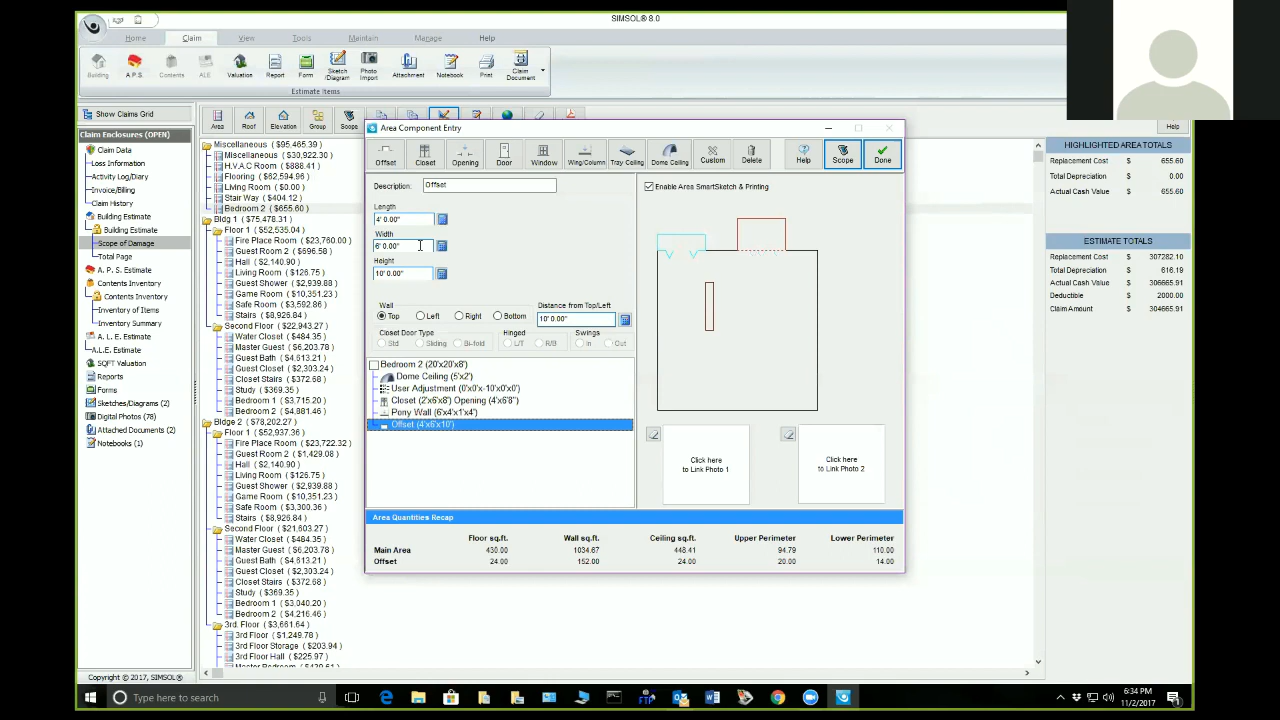 SIMSOL® 8.0
Home Claim View Tools Maintain Manage Help
Building A.P.S. Contents ALE Valuation Report Form Sketch/Diagram Photo Import Attachment Notebook Print Claim Document
Estimate Items
Show Claims Grid
Claim Enclosures (OPEN)
Claim Data
Loss Information
Activity Log/Diary
Invoice/Billing
Claim History
Building Estimate
Building Estimate
Scope of Damage
Total Page
A. P. S. Estimate
Contents Inventory
Contents Inventory
Inventory of Items
Inventory Summary
A. L. E. Estimate
A.L.E. Estimate
SQFT Valuation
Reports
Forms
Sketches/Diagrams (2)
Digital Photos (78)
Attached Documents (2)
Notebooks (1)
Copyright © 2017, SIMSOL®
Area Roof Elevation Group Scope
Help
Miscellaneous ($95,465.39)
Miscellaneous ($30,922.30)
H.V.A.C Room ($888.41)
Flooring ($62,594.96)
Living Room ($0.00)
Stair Way ($404.12)
Bedroom 2 ($655.60)
Bldg 1 ($75,478.31)
Floor 1 ($52,535.04)
Fire Place Room ($23,760.00)
Guest Room 2 ($696.58)
Hall ($2,140.90)
Living Room ($126.75)
Guest Shower ($2,939.88)
Game Room ($10,351.23)
Safe Room ($3,592.86)
Stairs ($8,926.84)
Second Floor ($22,943.27)
Water Closet ($484.35)
Master Guest ($6,203.78)
Guest Bath ($4,613.21)
Guest Closet ($2,303.24)
Closet Stairs ($372.68)
Study ($369.35)
Bedroom 1 ($3,715.20)
Bedroom 2 ($4,881.46)
Bldge 2 ($78,202.27)
Floor 1 ($52,937.36)
Fire Place Room ($23,722.32)
Guest Room 2 ($1,429.08)
Hall ($2,140.90)
Living Room ($126.75)
Guest Shower ($2,939.88)
Game Room ($10,351.23)
Safe Room ($3,300.36)
Stairs ($8,926.84)
Second Floor ($21,603.27)
Water Closet ($484.35)
Master Guest ($6,203.78)
Guest Bath ($4,613.21)
Guest Closet ($2,303.24)
Closet Stairs ($372.68)
Study ($369.35)
Bedroom 1 ($3,040.20)
Bedroom 2 ($4,216.46)
3rd. Floor ($3,661.64)
3rd Floor ($1,249.78)
3rd Floor Storage ($203.94)
3rd Floor Hall ($225.97)
Area Component Entry
Offset Closet Opening Door Window Wing/Column Tray Ceiling Dome Ceiling Custom Delete Help Scope Done
Description: Offset
Length
4' 0.00"
Width
6' 0.00"
Height
10' 0.00"
Wall
Top Left Right Bottom
Distance from Top/Left
10' 0.00"
Closet Door Type Hinged Swings
Std Sliding Bi-fold L/T R/B In Out
Bedroom 2 (20'x20'x8')
Dome Ceiling (5'x2')
User Adjustment (0'x0'x-10'x0'x0')
Closet (2'x6'x8') Opening (4'x6'8")
Pony Wall (6'x4'x1'x4')
Offset (4'x6'x10')
Enable Area SmartSketch & Printing
Click here to Link Photo 1
Click here to Link Photo 2
Area Quantities Recap
Floor sq.ft. Wall sq.ft. Ceiling sq.ft. Upper Perimeter Lower Perimeter
Main Area 430.00 1034.67 448.41 94.79 110.00
Offset 24.00 152.00 24.00 20.00 14.00
HIGHLIGHTED AREA TOTALS
Replacement Cost $ 655.60
Total Depreciation $ 0.00
Actual Cash Value $ 655.60
ESTIMATE TOTALS
Replacement Cost $ 307282.10
Total Depreciation $ 616.19
Actual Cash Value $ 306665.91
Deductible $ 2000.00
Claim Amount $ 304665.91
Type here to search
6:34 PM
11/2/2017